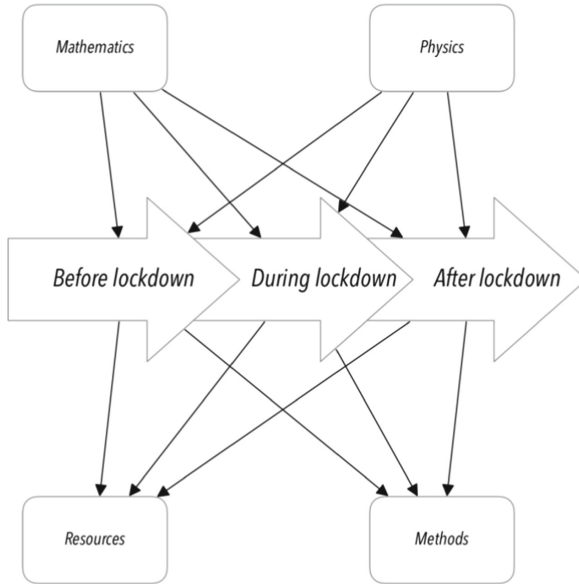 Mathematics
Physics
Before lockdown
During lockdown
After lockdown
Resources
Methods